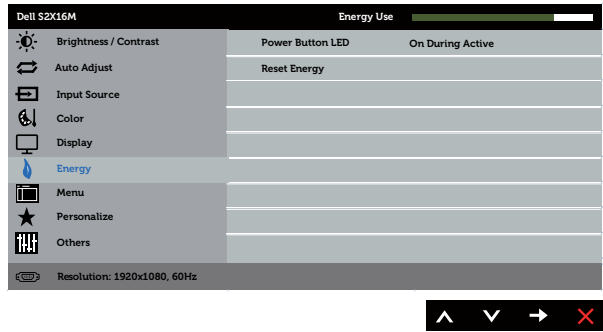 Dell S2X16M Energy Use
Brightness / Contrast Power Button LED On During Active
Auto Adjust Reset Energy
Input Source
Color
Display
Energy
Menu
Personalize
Others
Resolution: 1920x1080, 60Hz